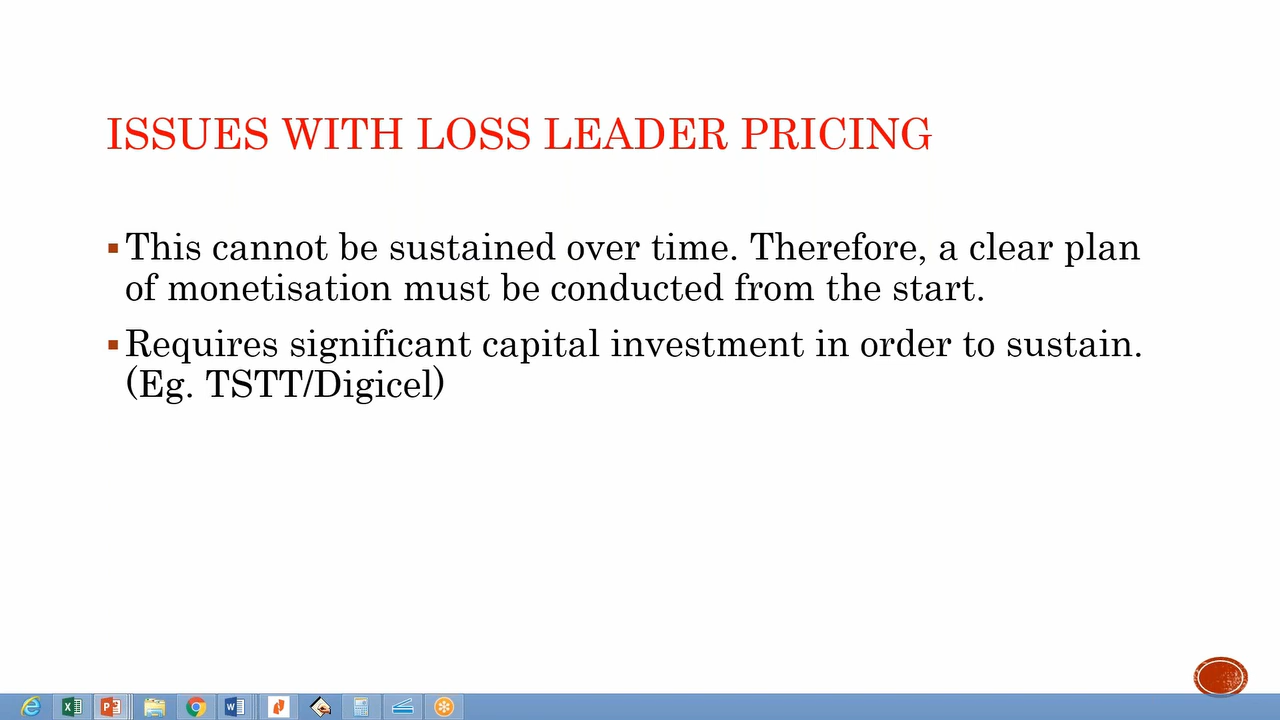 ISSUES WITH LOSS LEADER PRICING
▪This cannot be sustained over time. Therefore, a clear plan
of monetisation must be conducted from the start.
▪Requires significant capital investment in order to sustain.
(Eg. TSTT/Digicel)